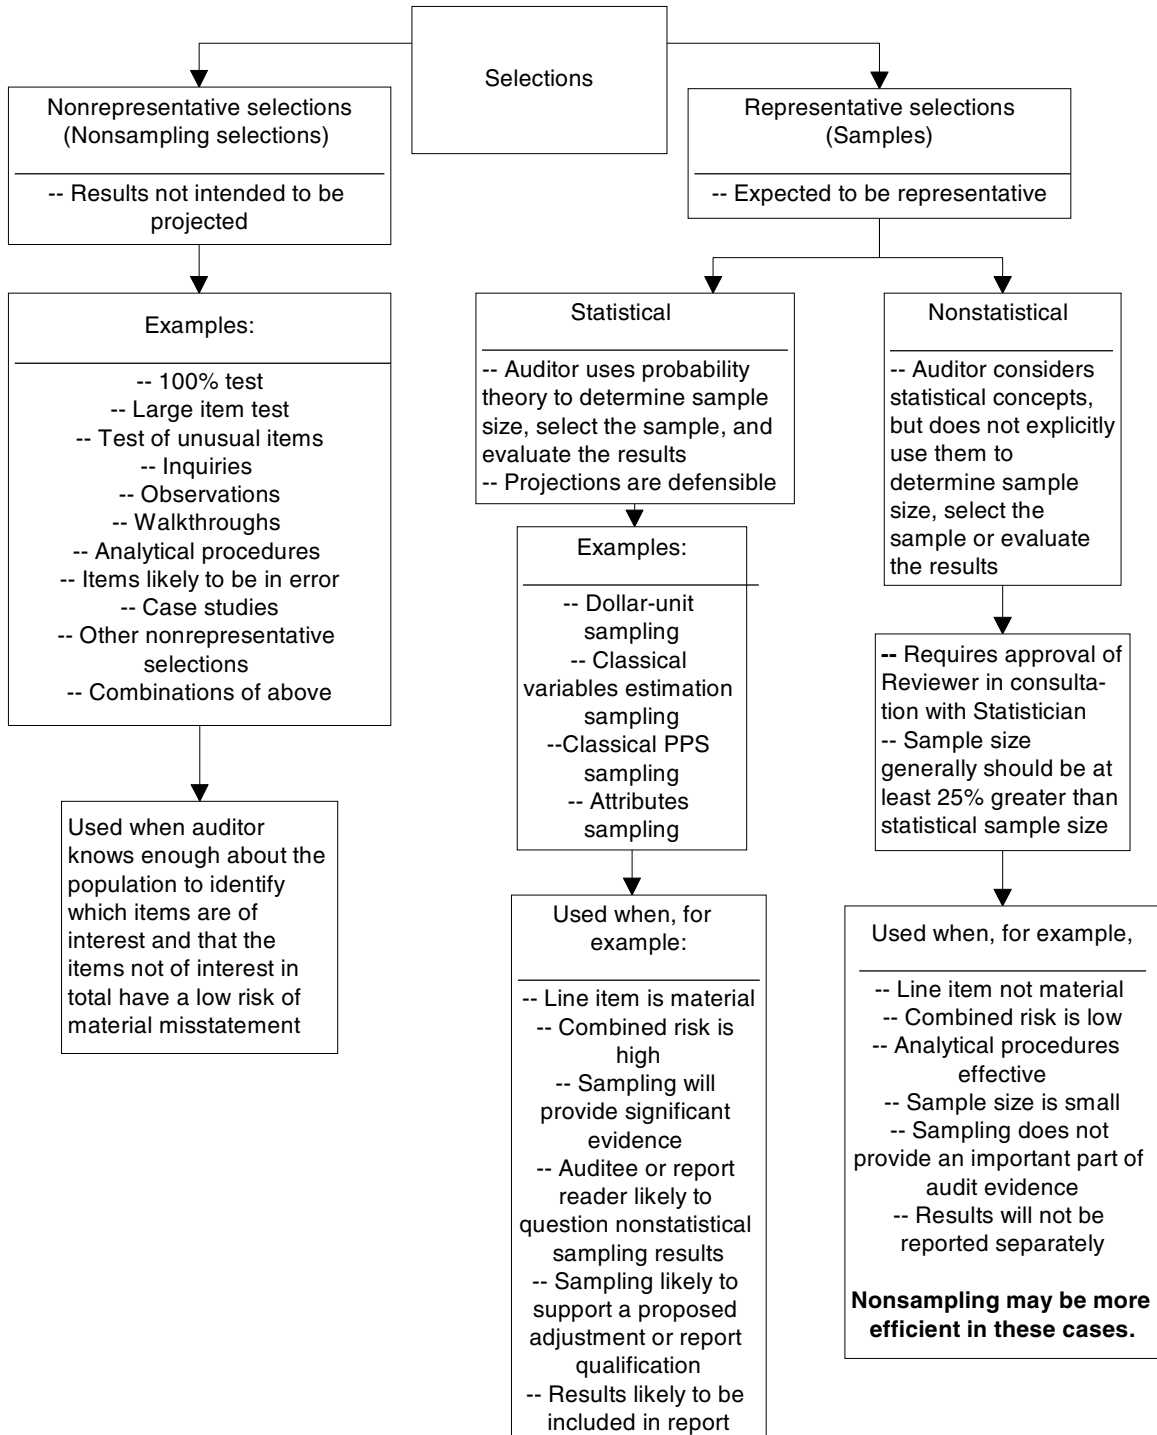 Selections
Nonrepresentative selections
(Nonsampling selections)
-- Results not intended to be
projected
Representative selections
(Samples)
-- Expected to be representative
Examples:
-- 100% test
-- Large item test
-- Test of unusual items
-- Inquiries
-- Observations
-- Walkthroughs
-- Analytical procedures
-- Items likely to be in error
-- Case studies
-- Other nonrepresentative
selections
-- Combinations of above
Used when auditor
knows enough about the
population to identify
which items are of
interest and that the
items not of interest in
total have a low risk of
material misstatement
Statistical
-- Auditor uses probability
theory to determine sample
size, select the sample, and
evaluate the results
-- Projections are defensible
Examples:
-- Dollar-unit
sampling
-- Classical
variables estimation
sampling
--Classical PPS
sampling
-- Attributes
sampling
Used when, for
example:
-- Line item is material
-- Combined risk is
high
-- Sampling will
provide significant
evidence
-- Auditee or report
reader likely to
question nonstatistical
sampling results
-- Sampling likely to
support a proposed
adjustment or report
qualification
-- Results likely to be
included in report
Nonstatistical
-- Auditor considers
statistical concepts,
but does not explicitly
use them to
determine sample
size, select the
sample or evaluate
the results
-- Requires approval of
Reviewer in consulta-
tion with Statistician
-- Sample size
generally should be at
least 25% greater than
statistical sample size
Used when, for example,
-- Line item not material
-- Combined risk is low
-- Analytical procedures
effective
-- Sample size is small
-- Sampling does not
provide an important part of
audit evidence
-- Results will not be
reported separately
Nonsampling may be more
efficient in these cases.